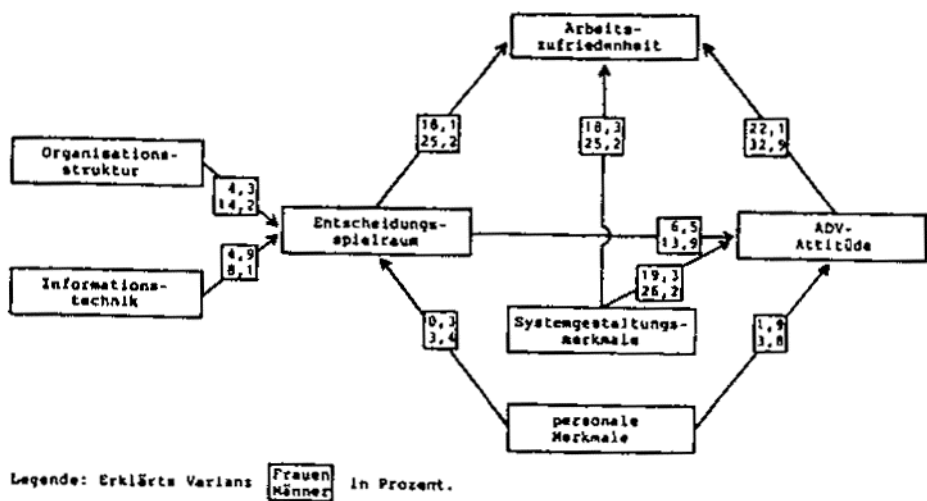 Arbeits-
zufriedenheit
18,1
25,2
18,3
25,2
22,1
32,9
Organisations-
struktur
4,3
14,2
Entscheidungs-
spielraum
6,5
13,9
ADV-
Attitüde
4,9
8,1
Informations-
technik
19,3
26,2
0,3
3,4
Systemgestaltungs-
merkmale
1,9
3,8
personale
Merkmale
Legende: Erklärte Varians Frauen in Prozent.
Männer